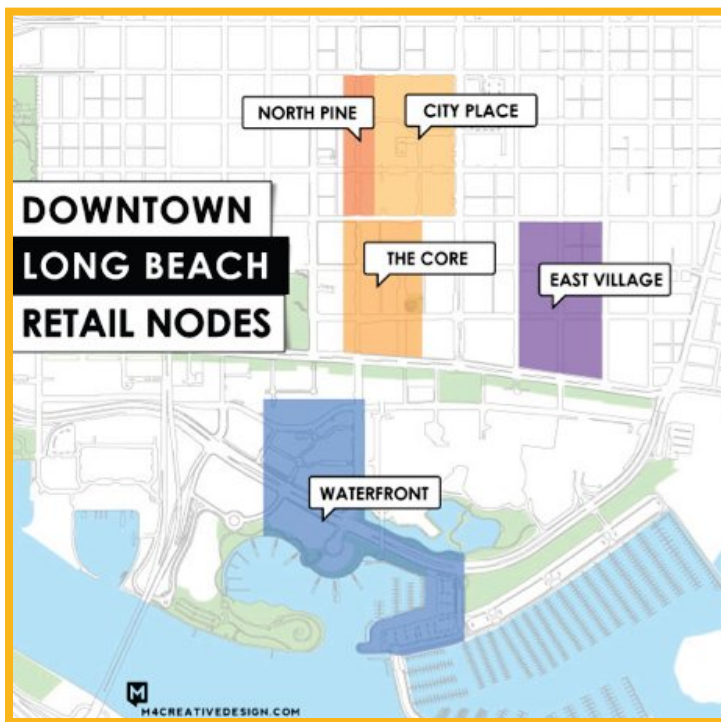 NORTH PINE
CITY PLACE
DOWNTOWN
LONG BEACH
RETAIL NODES
THE CORE
EAST VILLAGE
WATERFRONT
M
M4CREATIVEDESIGN.COM